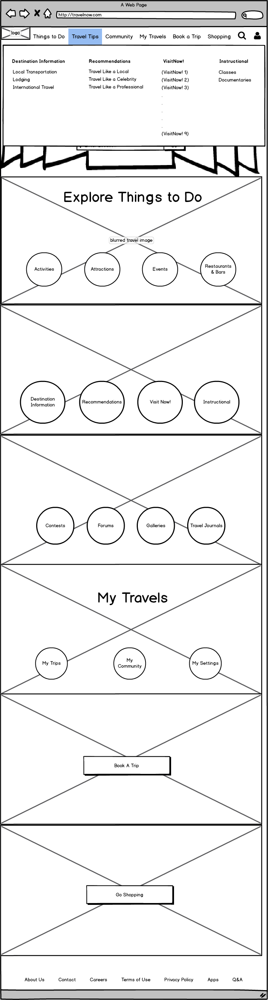 A Web Page
http://travelnow.com
logo
Things to Do Travel Tips Community My Travels Book a Trip Shopping
Destination Information Recommendations VisitNow! Instructional
Local Transportation Travel Like a Local (VisitNow! 1) Classes
Lodging Travel Like a Celebrity (VisitNow! 2) Documentaries
International Travel Travel Like a Professional (VisitNow! 3)
.
.
.
.
.
(VisitNow! 9)
Explore Things to Do
blurred travel image
Activities Attractions Events Restaurants
& Bars
Destination
Information Recommendations Visit Now! Instructional
Contests Forums Galleries Travel Journals
My Travels
My Trips My
Community My Settings
Book A Trip
Go Shopping
About Us Contact Careers Terms of Use Privacy Policy Apps Q&A